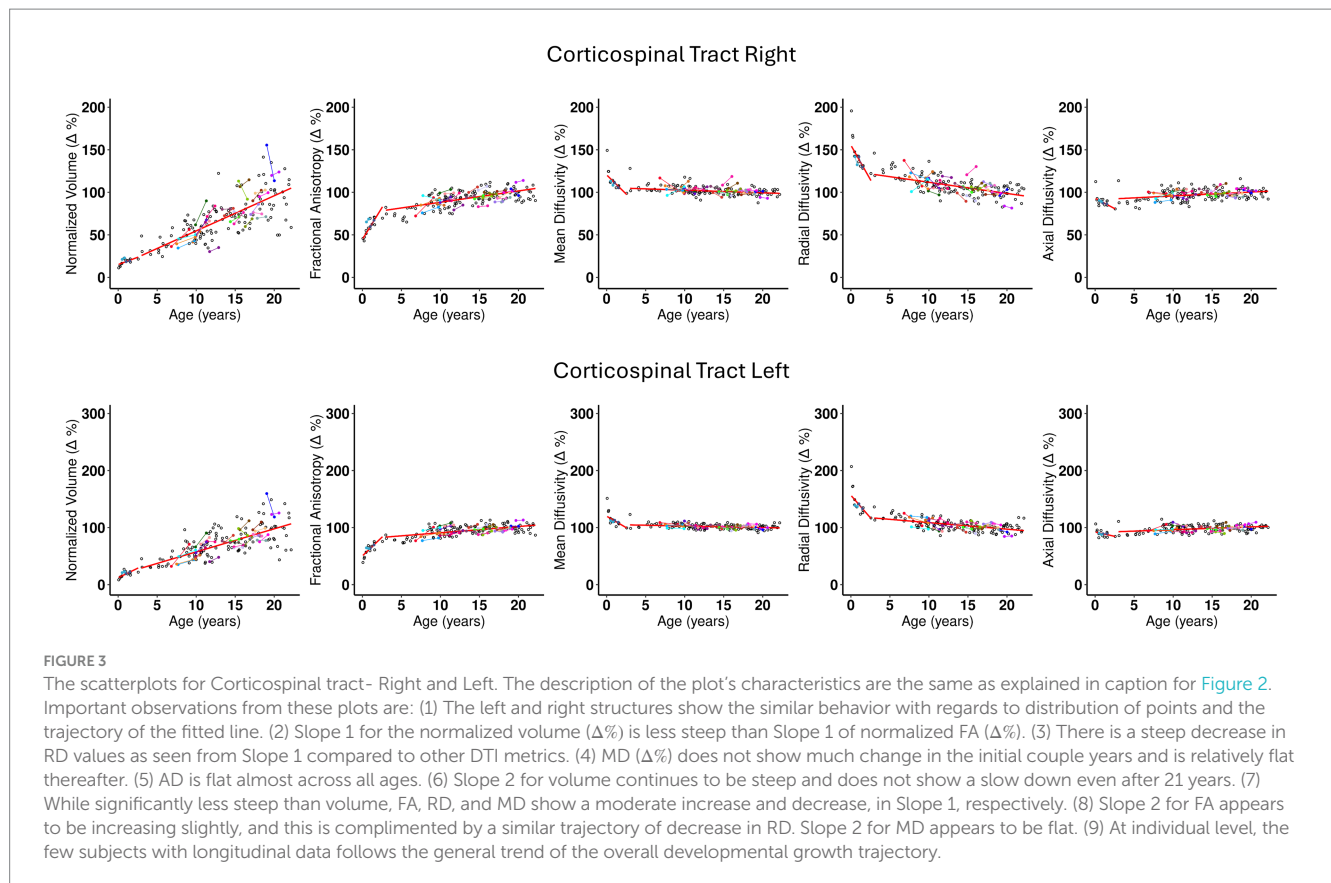 Corticospinal Tract Right
Normalized Volume (Δ %)
200
150
100
50
0
0 5 10 15 20
Age (years)
Fractional Anisotropy (Δ %)
200
150
100
50
0
0 5 10 15 20
Age (years)
Mean Diffusivity (Δ %)
200
150
100
50
0
0 5 10 15 20
Age (years)
Radial Diffusivity (Δ %)
200
150
100
50
0
0 5 10 15 20
Age (years)
Axial Diffusivity (Δ %)
200
150
100
50
0
0 5 10 15 20
Age (years)
Corticospinal Tract Left
Normalized Volume (Δ %)
300
200
100
0
0 5 10 15 20
Age (years)
Fractional Anisotropy (Δ %)
300
200
100
0
0 5 10 15 20
Age (years)
Mean Diffusivity (Δ %)
300
200
100
0
0 5 10 15 20
Age (years)
Radial Diffusivity (Δ %)
300
200
100
0
0 5 10 15 20
Age (years)
Axial Diffusivity (Δ %)
300
200
100
0
0 5 10 15 20
Age (years)
FIGURE 3
The scatterplots for Corticospinal tract- Right and Left. The description of the plot's characteristics are the same as explained in caption for Figure 2.
Important observations from these plots are: (1) The left and right structures show the similar behavior with regards to distribution of points and the
trajectory of the fitted line. (2) Slope 1 for the normalized volume (Δ%) is less steep than Slope 1 of normalized FA (Δ%). (3) There is a steep decrease in
RD values as seen from Slope 1 compared to other DTI metrics. (4) MD (Δ%) does not show much change in the initial couple years and is relatively flat
thereafter. (5) AD is flat almost across all ages. (6) Slope 2 for volume continues to be steep and does not show a slow down even after 21 years. (7)
While significantly less steep than volume, FA, RD, and MD show a moderate increase and decrease, in Slope 1, respectively. (8) Slope 2 for FA appears
to be increasing slightly, and this is complimented by a similar trajectory of decrease in RD. Slope 2 for MD appears to be flat. (9) At individual level, the
few subjects with longitudinal data follows the general trend of the overall developmental growth trajectory.